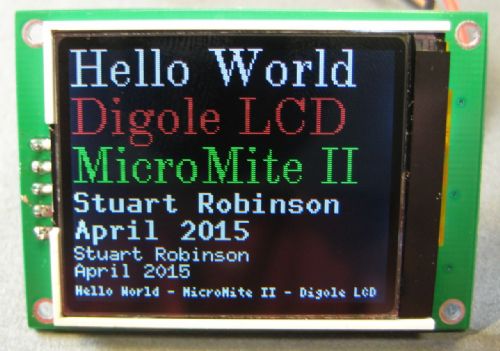 Hello World
Digole LCD
MicroMite II
Stuart Robinson
April 2015
Stuart Robinson
April 2015
Hello World - MicroMite II - Digole LCD